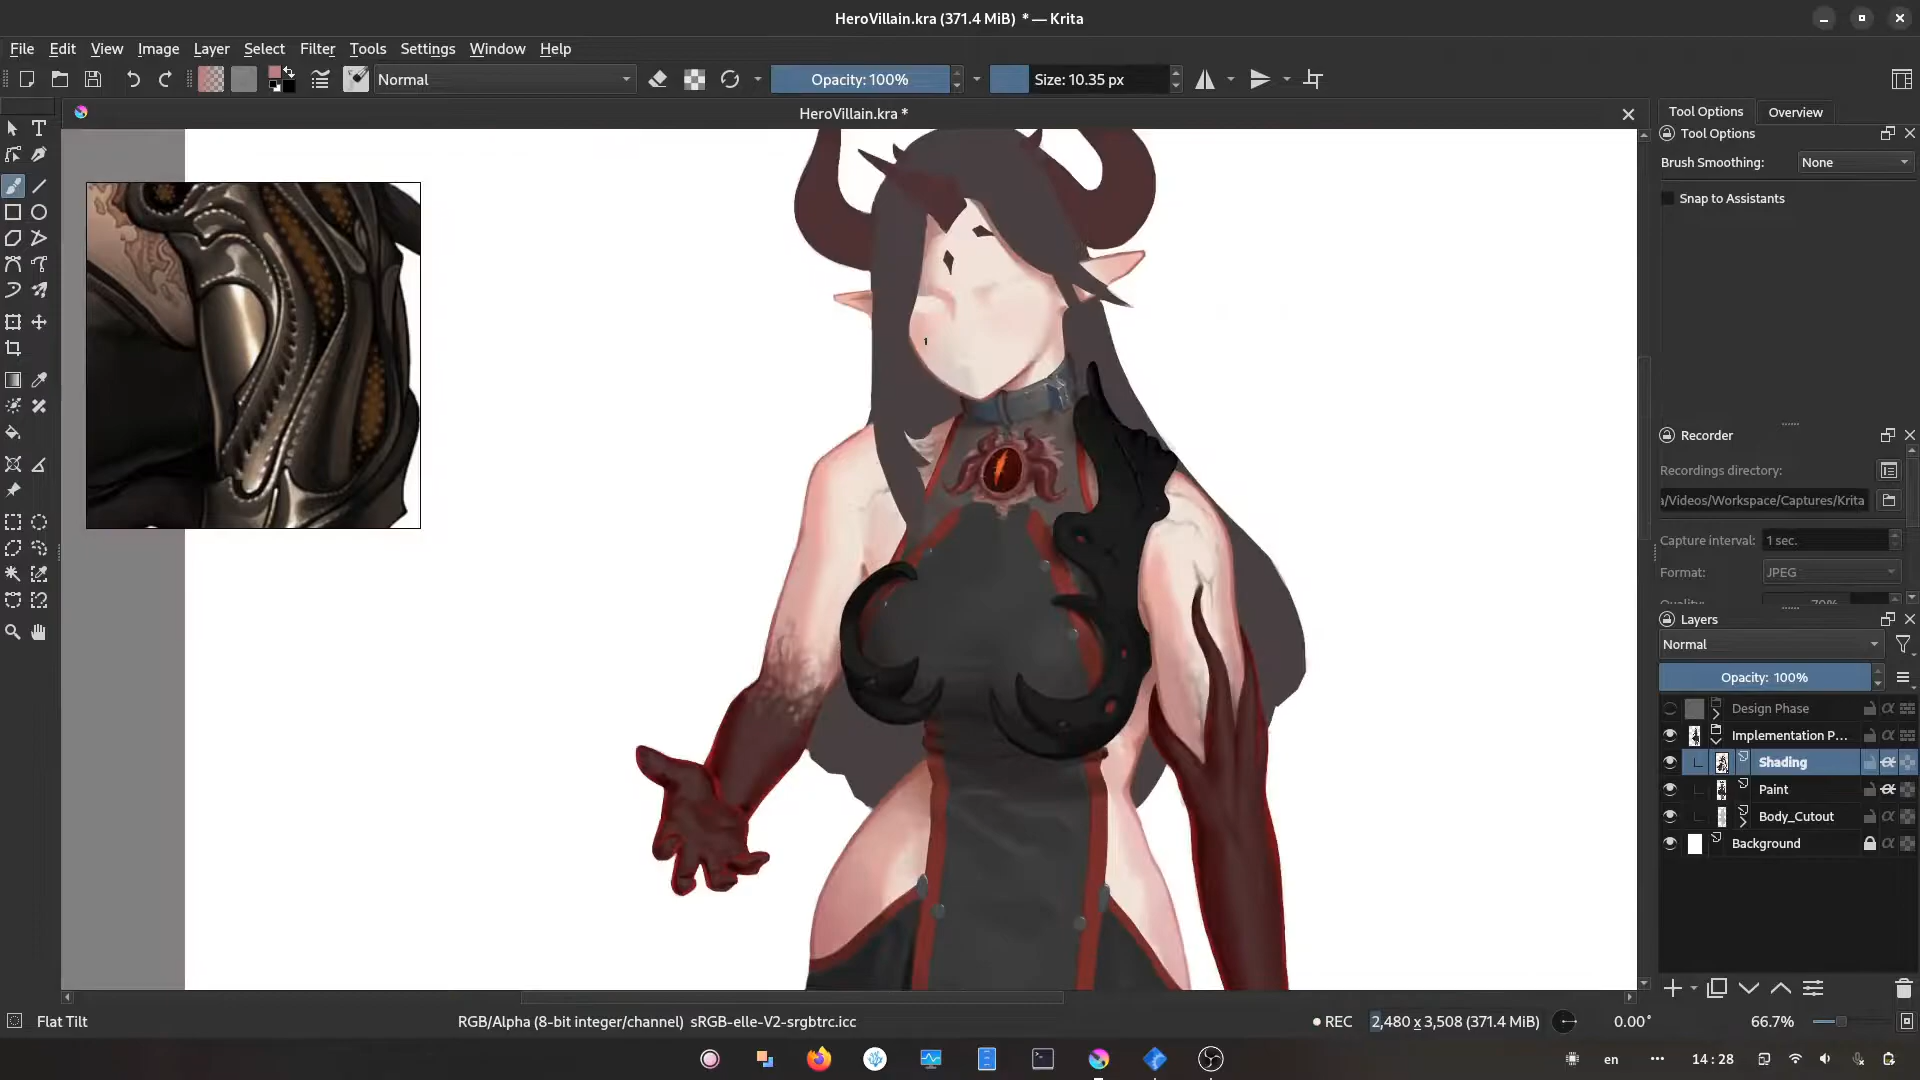 HeroVillain.kra (371.4 MiB) * — Krita
File Edit View Image Layer Select Filter Tools Settings Window Help
Normal Opacity: 100% Size: 10.35 px
HeroVillain.kra *
Tool Options Overview
Tool Options
Brush Smoothing: None
Snap to Assistants
Recorder
Recordings directory:
/Videos/Workspace/Captures/Krita
Capture interval: 1 sec.
Format: JPEG
Layers
Normal
Opacity: 100%
Design Phase
Implementation P...
Shading
Paint
Body_Cutout
Background
Flat Tilt RGB/Alpha (8-bit integer/channel) sRGB-elle-V2-srgbtrc.icc REC 2,480 x 3,508 (371.4 MiB) 0.00° 66.7%
en 14 : 28